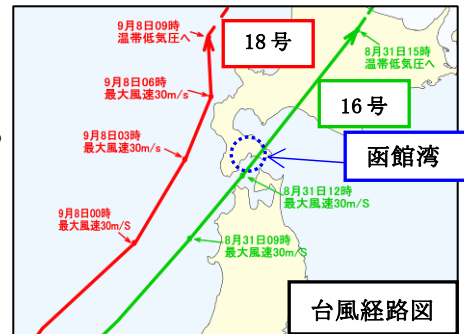 9月8日09時
温帯低気圧へ
18号
8月31日15時
温帯低気圧へ
9月8日06時
最大風速30m/s
16号
9月8日03時
最大風速30m/s
函館湾
8月31日12時
最大風速30m/S
9月8日00時
最大風速30m/S
8月31日09時
最大風速30m/S
台風経路図